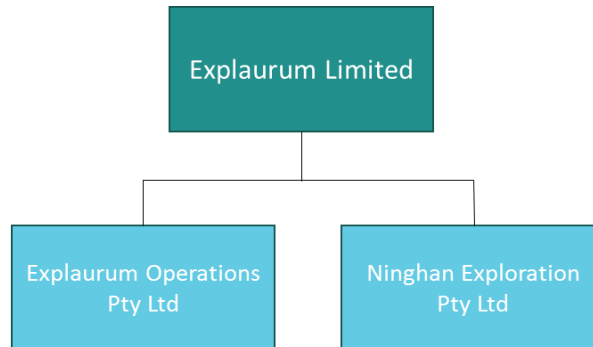 Explaurum Limited
Explaurum Operations
Pty Ltd
Ninghan Exploration
Pty Ltd